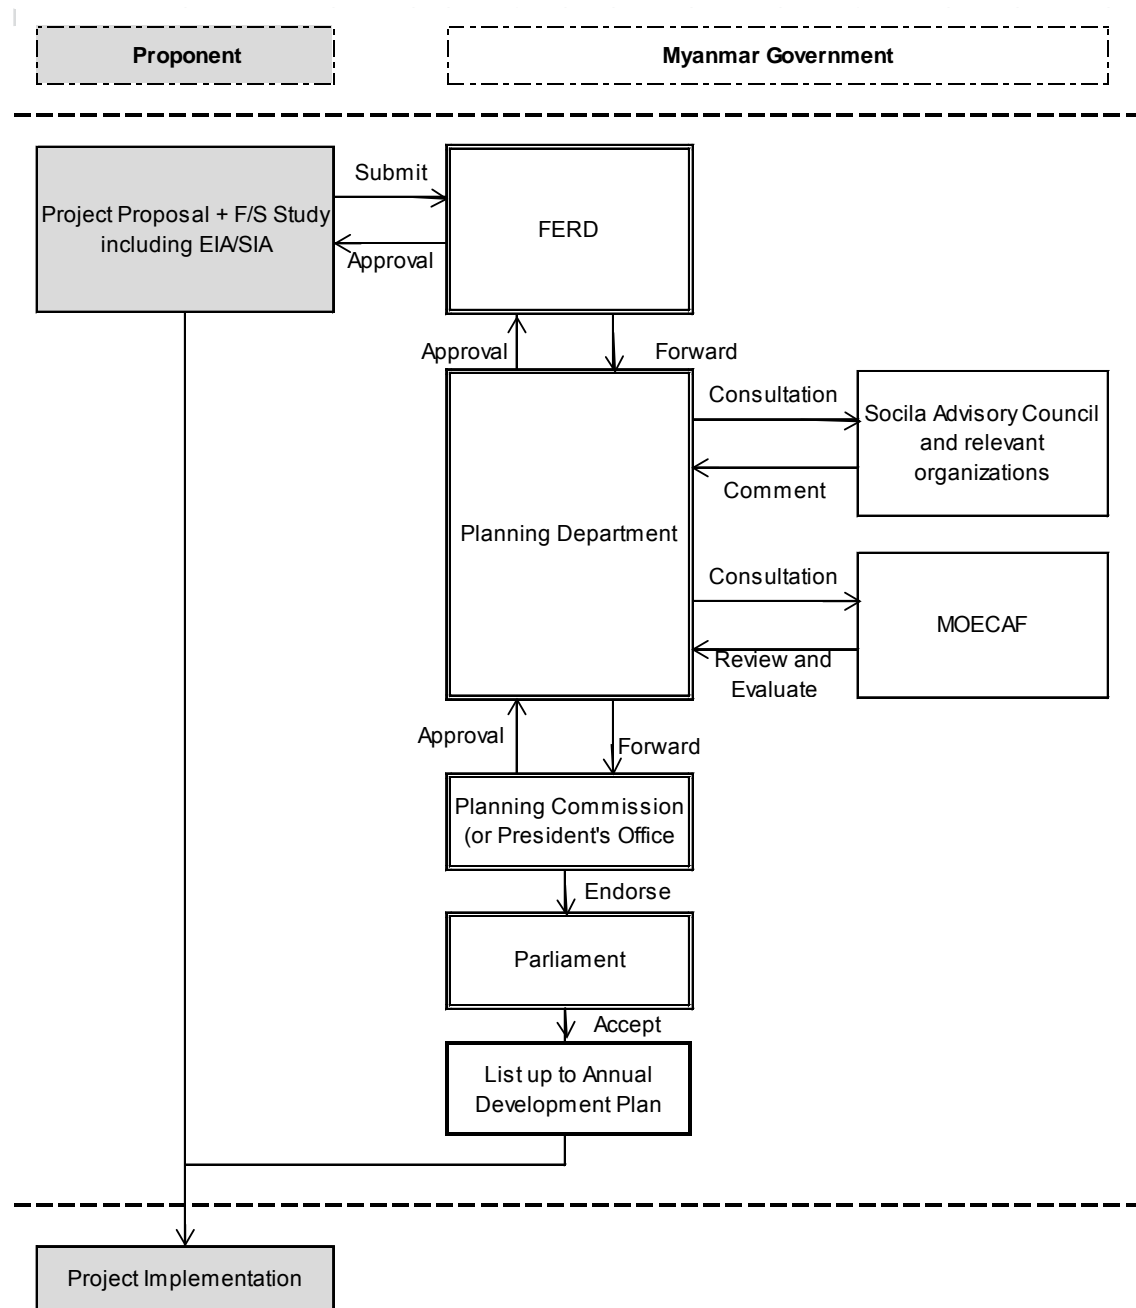 Proponent
Myanmar Government
Submit
Project Proposal + F/S Study
including EIA/SIA
FERD
Approval
Approval
Forward
Consultation
Socila Advisory Council
and relevant
organizations
Comment
Planning Department
Consultation
MOECAF
Review and
Evaluate
Approval
Forward
Planning Commission
(or President's Office
Endorse
Parliament
Accept
List up to Annual
Development Plan
Project Implementation